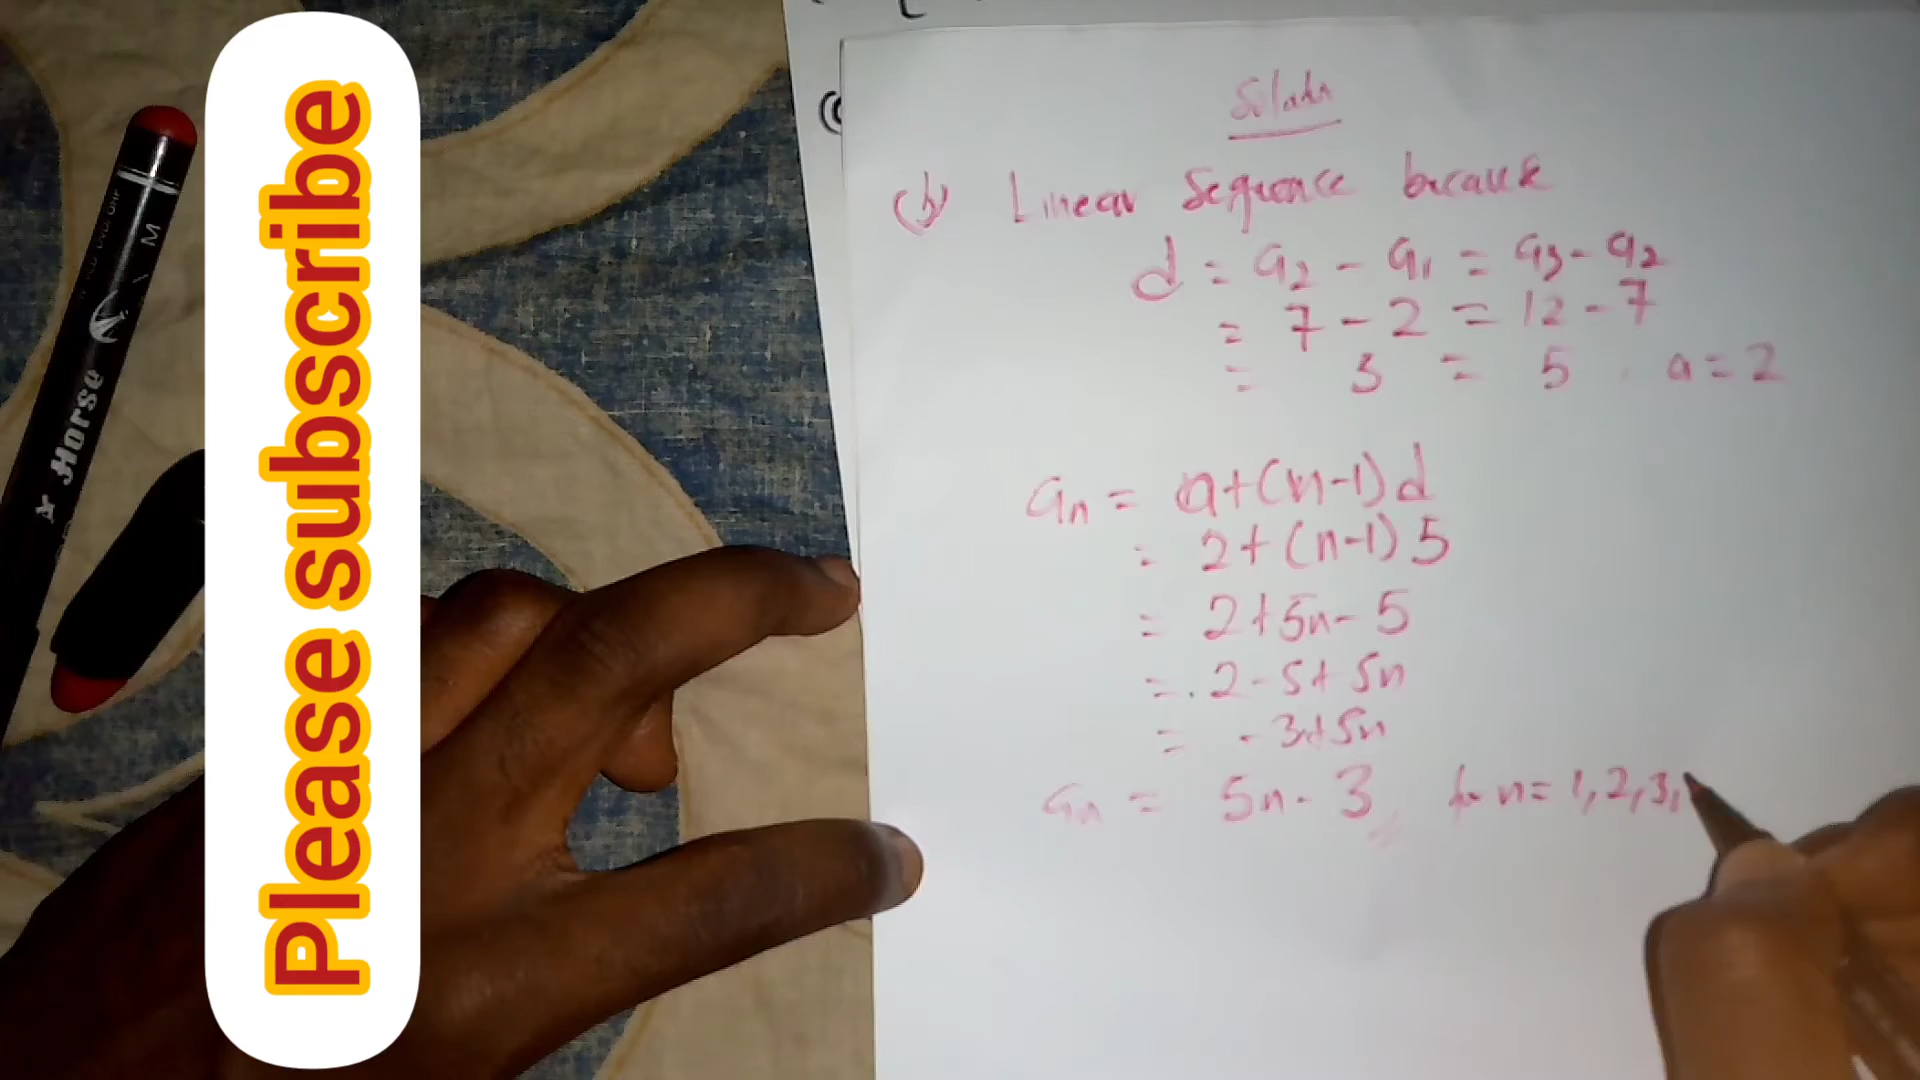 Please subscribe
Horse
M
Solutn
(b) Linear Sequence because
d = a2 - a1 = a3 - a2
= 7 - 2 = 12 - 7
= 3 = 5 a = 2
an = a+(n-1)d
= 2+(n-1)5
= 2+5n-5
= 2-5+5n
= -3+5n
an = 5n-3, for n= 1,2,3,